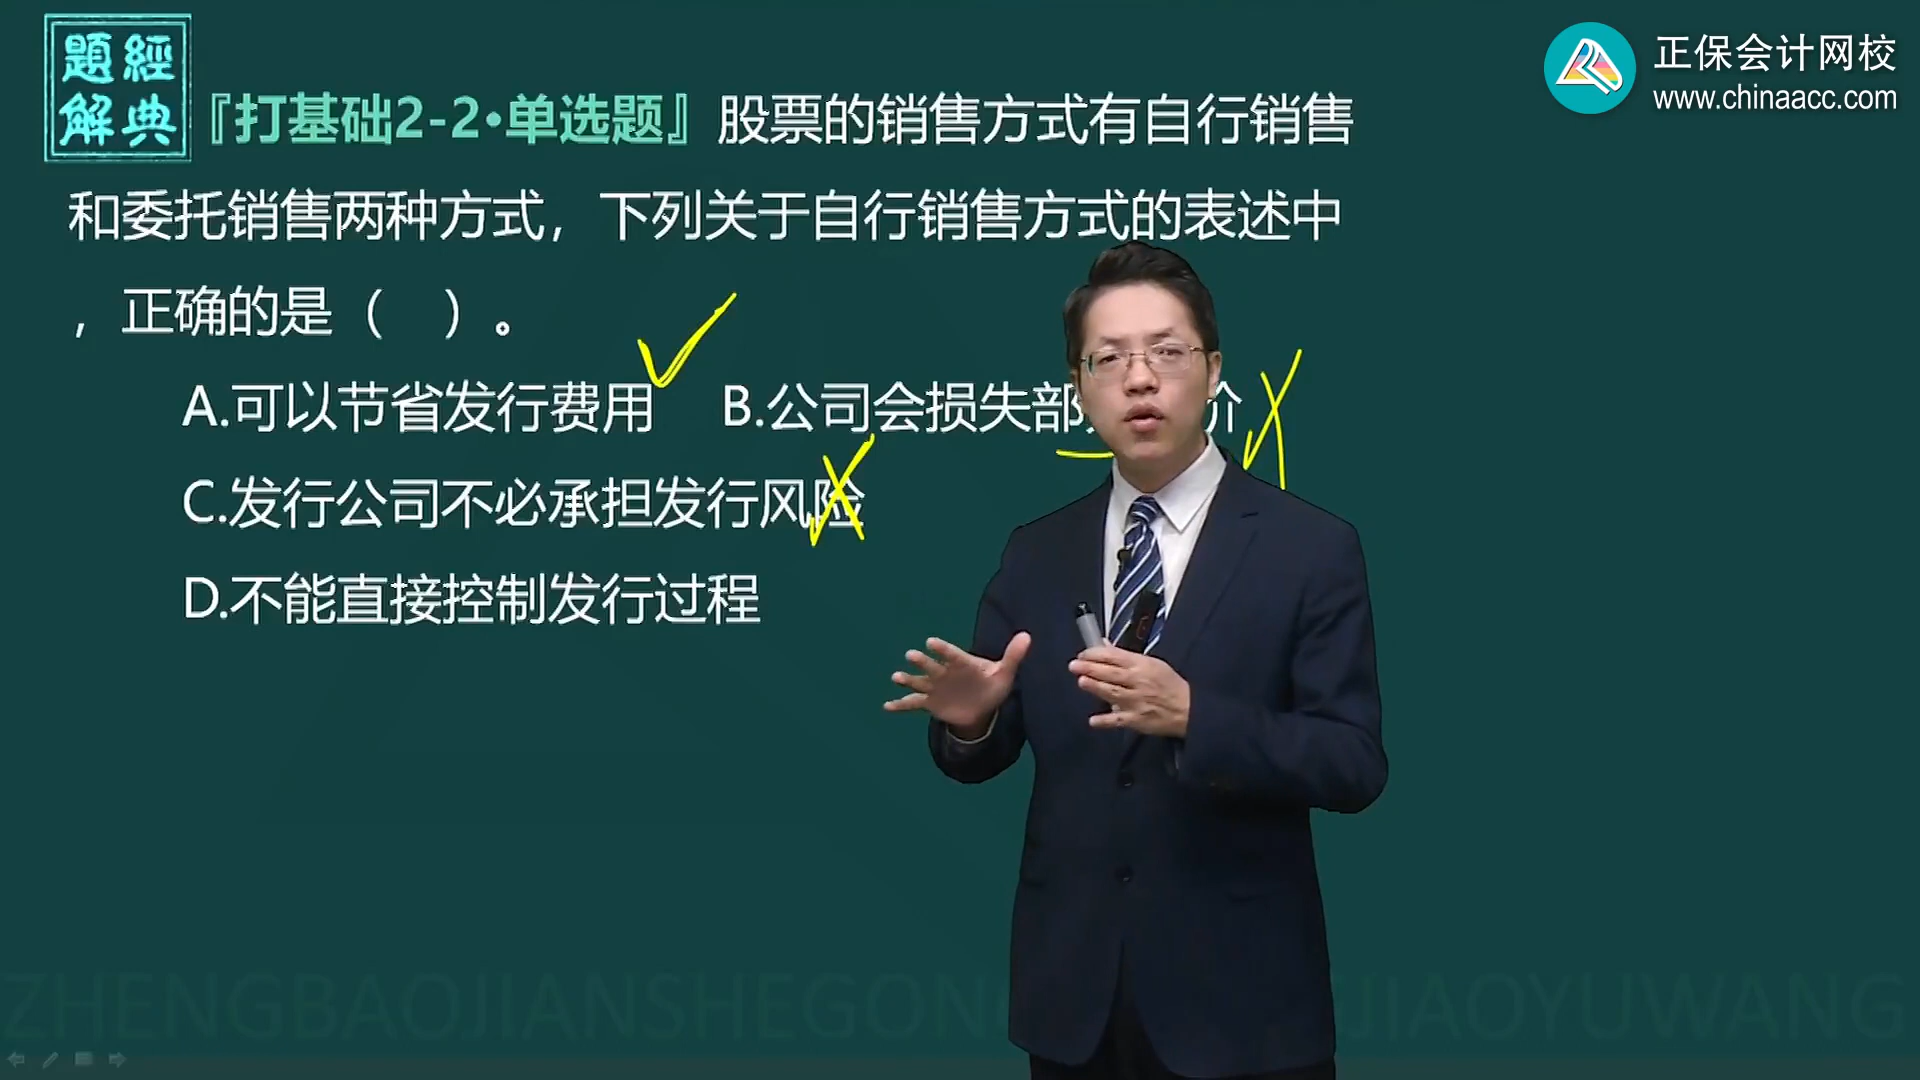 經典
題解
正保会计网校
www.chinaacc.com
『打基础2-2•单选题』股票的销售方式有自行销售
和委托销售两种方式，下列关于自行销售方式的表述中
，正确的是（ ）。
A.可以节省发行费用 B.公司会损失部 价
C.发行公司不必承担发行风险
D.不能直接控制发行过程
ZHENGBAOJIANSHEGON JIAOYUWANG